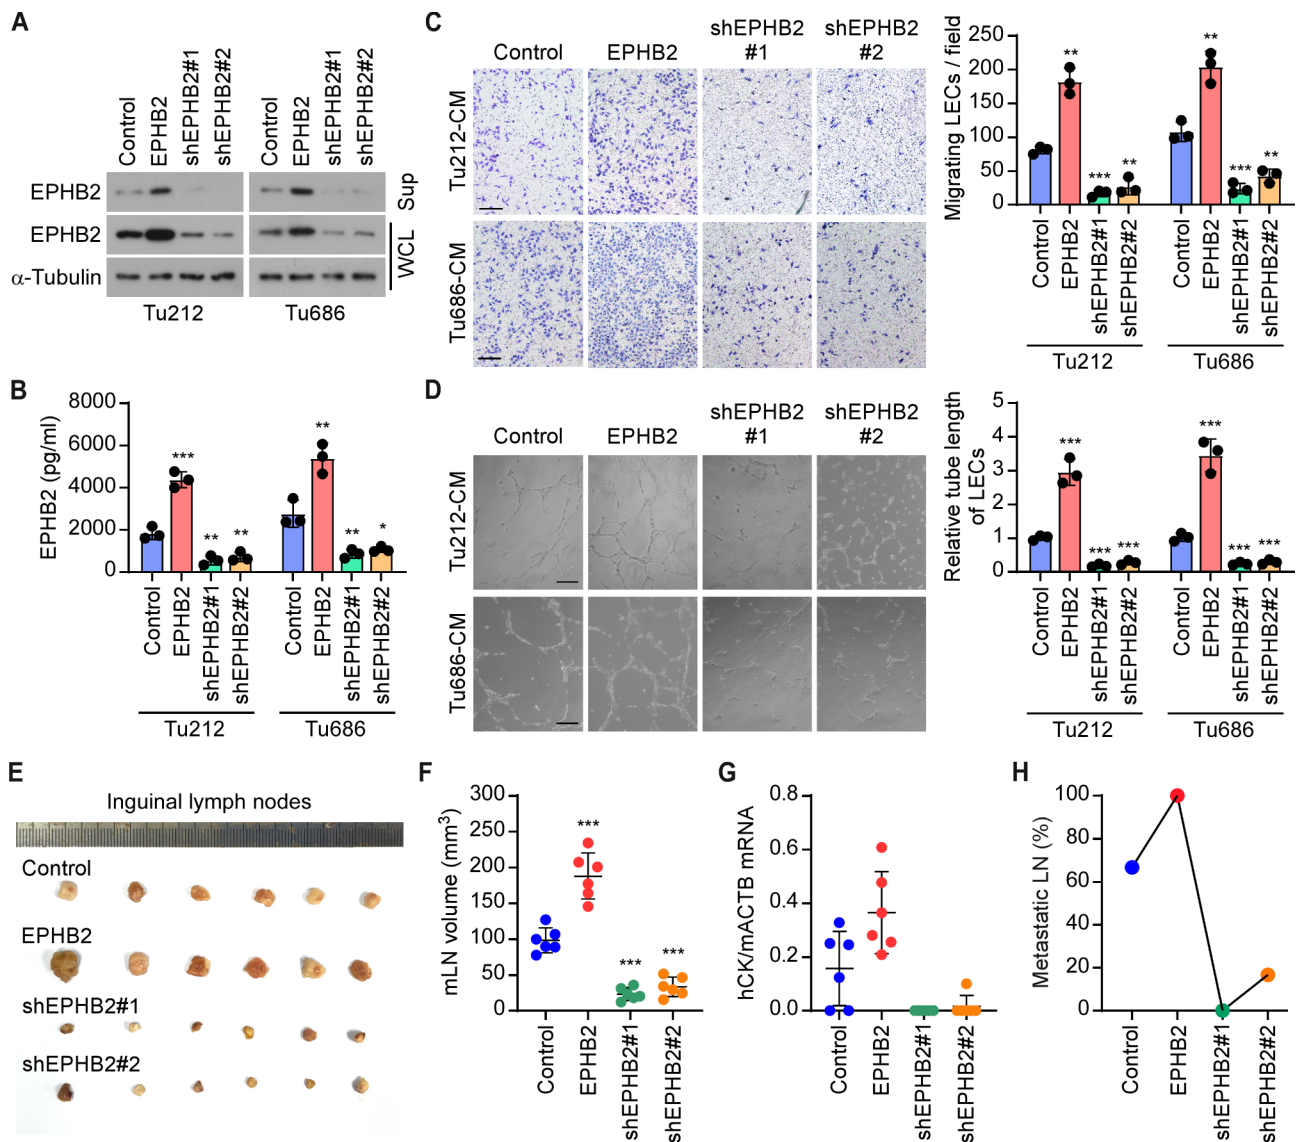 A
Control
EPHB2
shEPHB2#1
shEPHB2#2
Control
EPHB2
shEPHB2#1
shEPHB2#2
EPHB2
Sup
EPHB2
α-Tubulin
WCL
Tu212
Tu686
B
EPHB2 (pg/ml)
8000
6000
4000
2000
0
***
**
**
**
**
*
Control
EPHB2
shEPHB2#1
shEPHB2#2
Control
EPHB2
shEPHB2#1
shEPHB2#2
Tu212
Tu686
C
Control
EPHB2
shEPHB2
#1
shEPHB2
#2
Tu212-CM
Tu686-CM
Migrating LECs / field
250
200
150
100
50
0
**
***
**
**
***
**
Control
EPHB2
shEPHB2#1
shEPHB2#2
Control
EPHB2
shEPHB2#1
shEPHB2#2
Tu212
Tu686
D
Control
EPHB2
shEPHB2
#1
shEPHB2
#2
Tu212-CM
Tu686-CM
Relative tube length
of LECs
5
4
3
2
1
0
***
***
***
***
***
***
Control
EPHB2
shEPHB2#1
shEPHB2#2
Control
EPHB2
shEPHB2#1
shEPHB2#2
Tu212
Tu686
E
Inguinal lymph nodes
Control
EPHB2
shEPHB2#1
shEPHB2#2
F
mLN volume (mm³)
300
250
200
150
100
50
0
***
***
***
Control
EPHB2
shEPHB2#1
shEPHB2#2
G
hCK/mACTB mRNA
0.8
0.6
0.4
0.2
0.0
Control
EPHB2
shEPHB2#1
shEPHB2#2
H
Metastatic LN (%)
100
80
60
40
20
0
Control
EPHB2
shEPHB2#1
shEPHB2#2